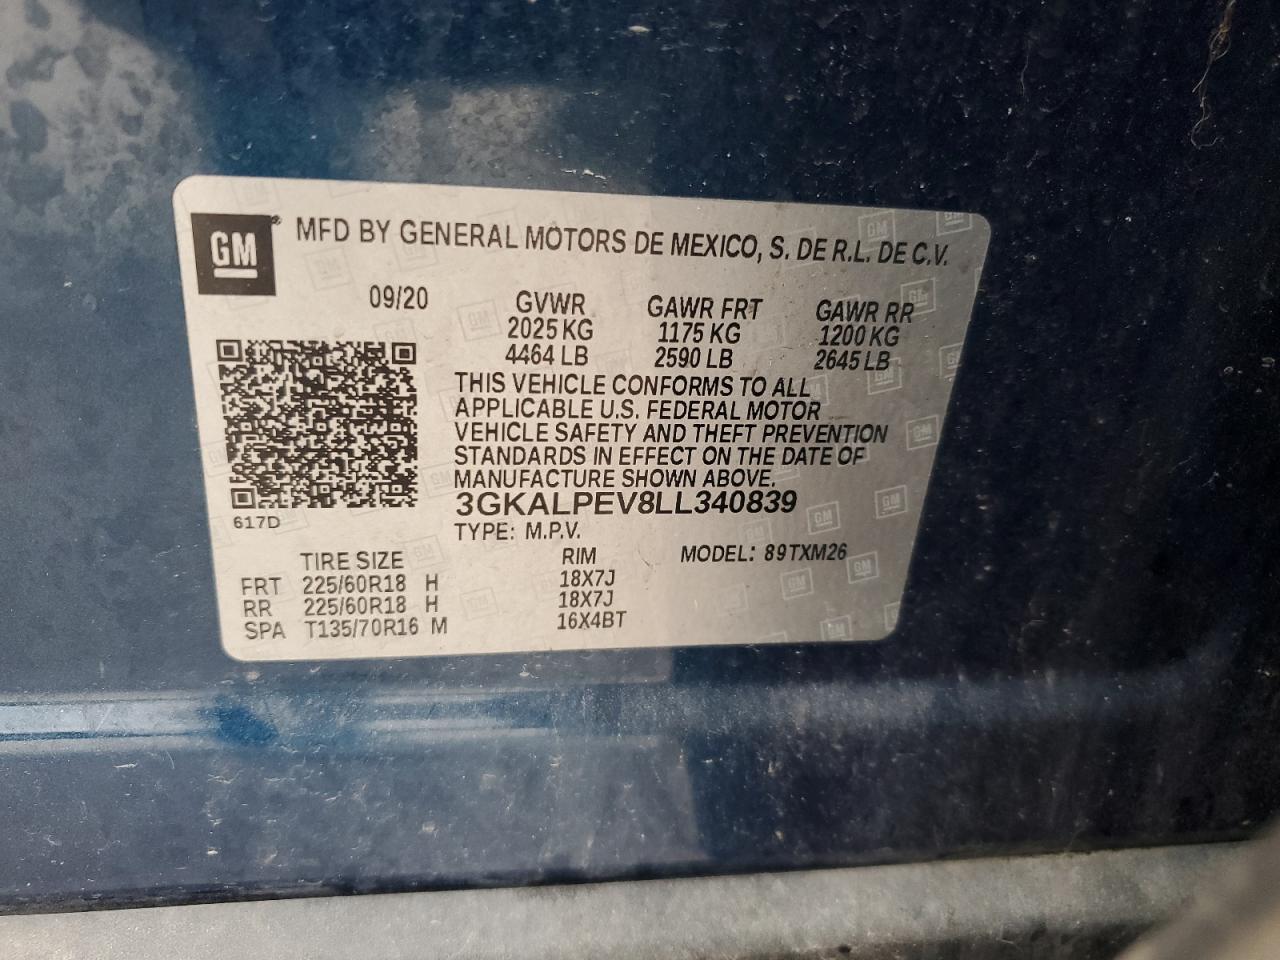 GM® MFD BY GENERAL MOTORS DE MEXICO, S. DE R.L. DE C.V.
09/20 GVWR GAWR FRT GAWR RR
2025 KG 1175 KG 1200 KG
4464 LB 2590 LB 2645 LB
THIS VEHICLE CONFORMS TO ALL
APPLICABLE U.S. FEDERAL MOTOR
VEHICLE SAFETY AND THEFT PREVENTION
STANDARDS IN EFFECT ON THE DATE OF
MANUFACTURE SHOWN ABOVE.
3GKALPEV8LL340839
617D
TYPE: M.P.V.
TIRE SIZE RIM MODEL: 89TXM26
FRT 225/60R18 H 18X7J
RR 225/60R18 H 18X7J
SPA T135/70R16 M 16X4BT